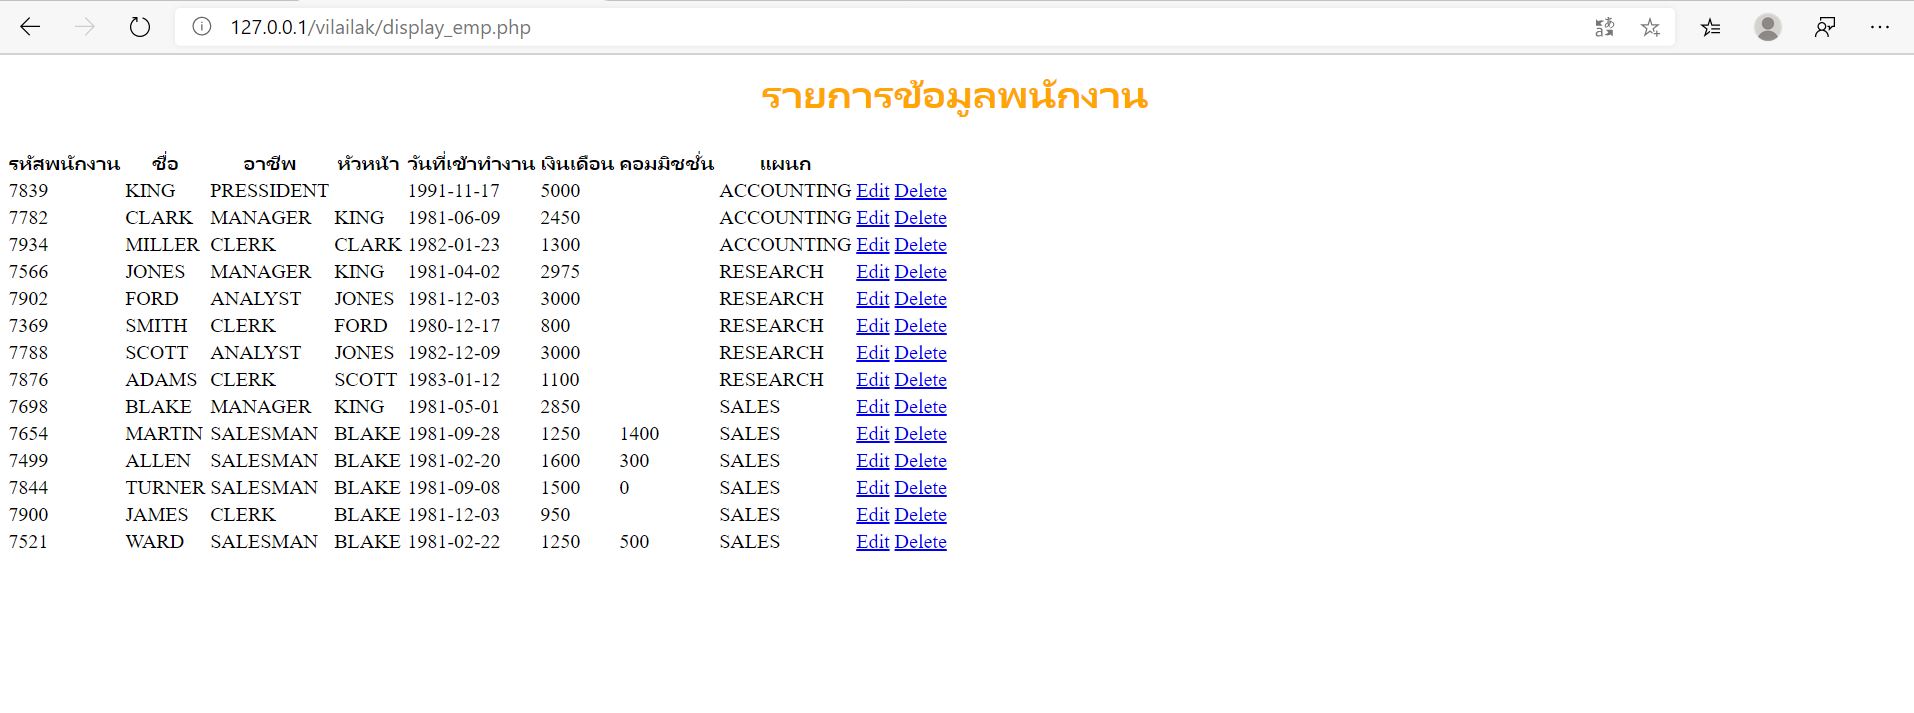 127.0.0.1/vilailak/display_emp.php
รายการข้อมูลพนักงาน
รหัสพนักงาน ชื่อ อาชีพ หัวหน้า วันที่เข้าทำงาน เงินเดือน คอมมิชชั่น แผนก
7839 KING PRESSIDENT 1991-11-17 5000 ACCOUNTING Edit Delete
7782 CLARK MANAGER KING 1981-06-09 2450 ACCOUNTING Edit Delete
7934 MILLER CLERK CLARK 1982-01-23 1300 ACCOUNTING Edit Delete
7566 JONES MANAGER KING 1981-04-02 2975 RESEARCH Edit Delete
7902 FORD ANALYST JONES 1981-12-03 3000 RESEARCH Edit Delete
7369 SMITH CLERK FORD 1980-12-17 800 RESEARCH Edit Delete
7788 SCOTT ANALYST JONES 1982-12-09 3000 RESEARCH Edit Delete
7876 ADAMS CLERK SCOTT 1983-01-12 1100 RESEARCH Edit Delete
7698 BLAKE MANAGER KING 1981-05-01 2850 SALES Edit Delete
7654 MARTIN SALESMAN BLAKE 1981-09-28 1250 1400 SALES Edit Delete
7499 ALLEN SALESMAN BLAKE 1981-02-20 1600 300 SALES Edit Delete
7844 TURNER SALESMAN BLAKE 1981-09-08 1500 0 SALES Edit Delete
7900 JAMES CLERK BLAKE 1981-12-03 950 SALES Edit Delete
7521 WARD SALESMAN BLAKE 1981-02-22 1250 500 SALES Edit Delete